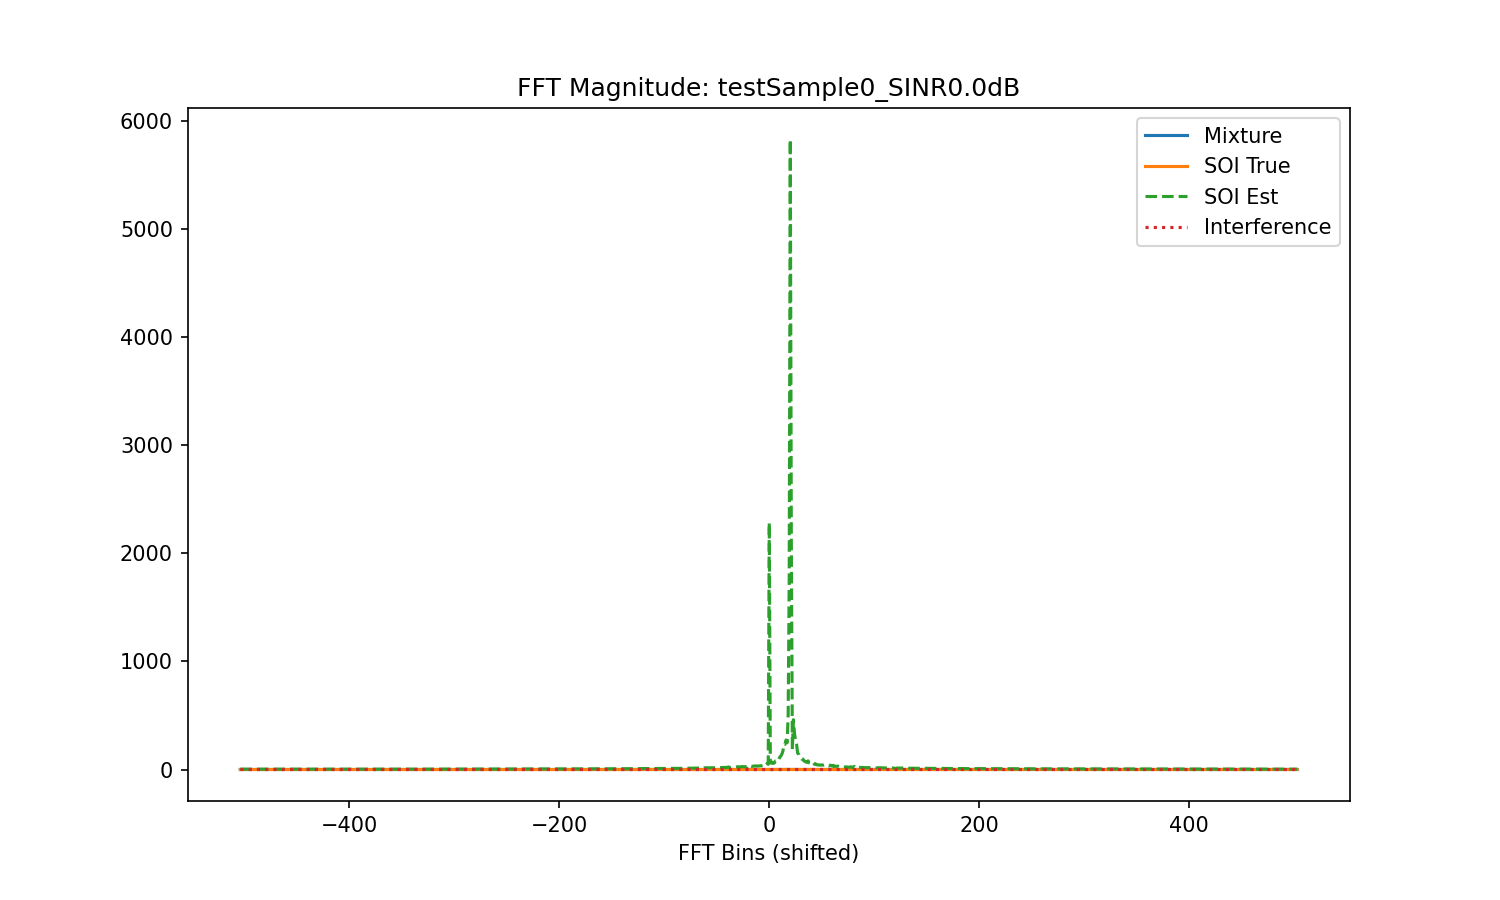 FFT Magnitude: testSample0_SINR0.0dB
6000
5000
4000
3000
2000
1000
0
Mixture
SOI True
SOI Est
Interference
−400 −200 0 200 400
FFT Bins (shifted)